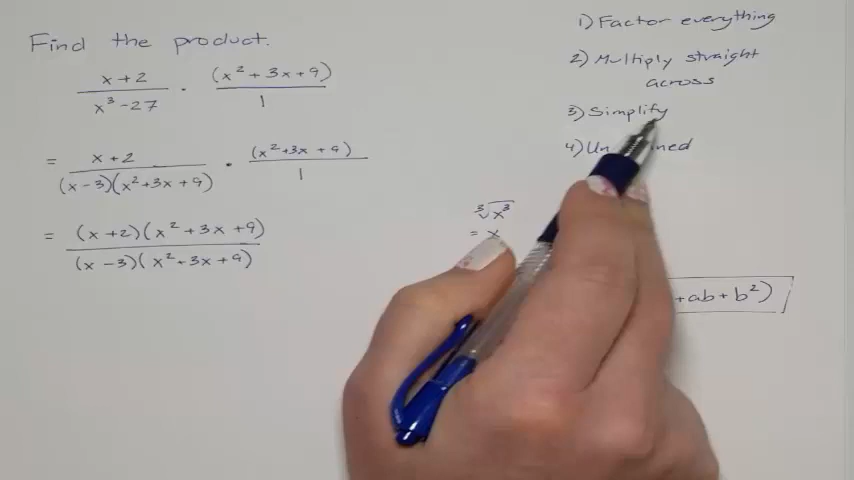 Find the product.
x+2 / x³-27 · (x²+3x+9) / 1
= x+2 / (x-3)(x²+3x+9) · (x²+3x+9) / 1
= (x+2)(x²+3x+9) / (x-3)(x²+3x+9)
1) Factor everything
2) Multiply straight
across
3) Simplify
4)
∛x³
= x
+ab+b²)